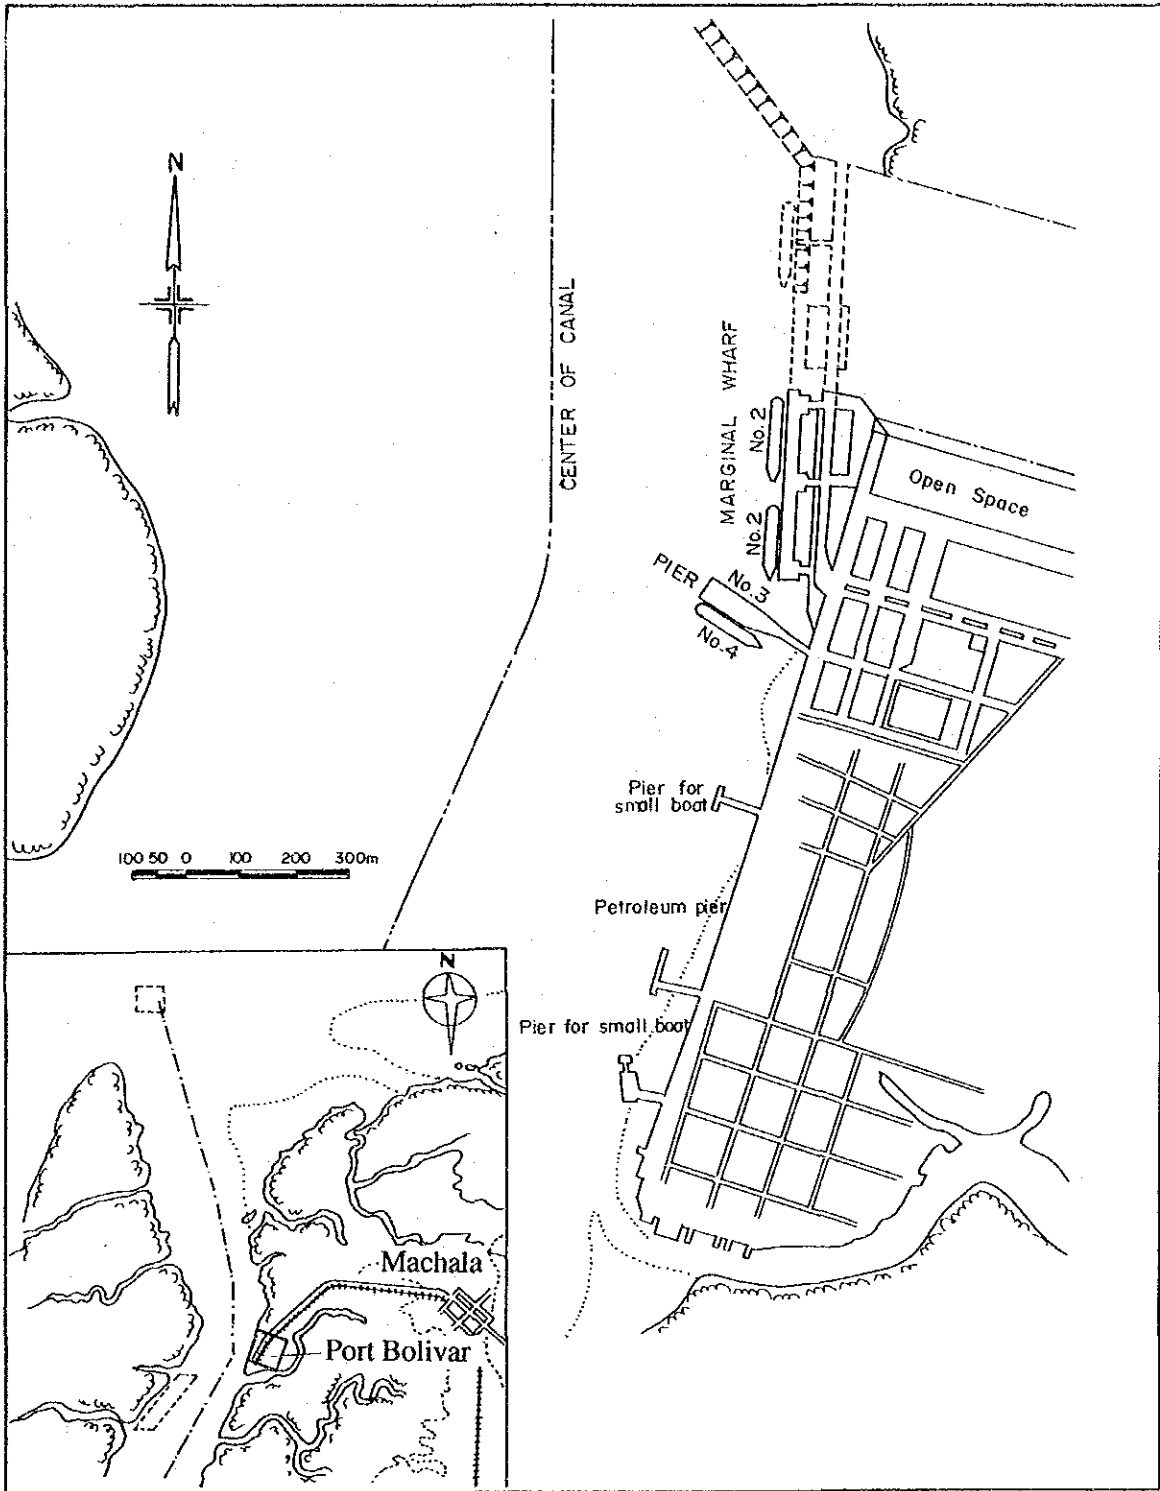 N
CENTER OF CANAL
MARGINAL WHARF
No.2
No.2
Open Space
PIER
No.3
No.4
Pier for
small boat
100 50 0 100 200 300m
Petroleum pier
Pier for small boat
N
Machala
Port Bolivar